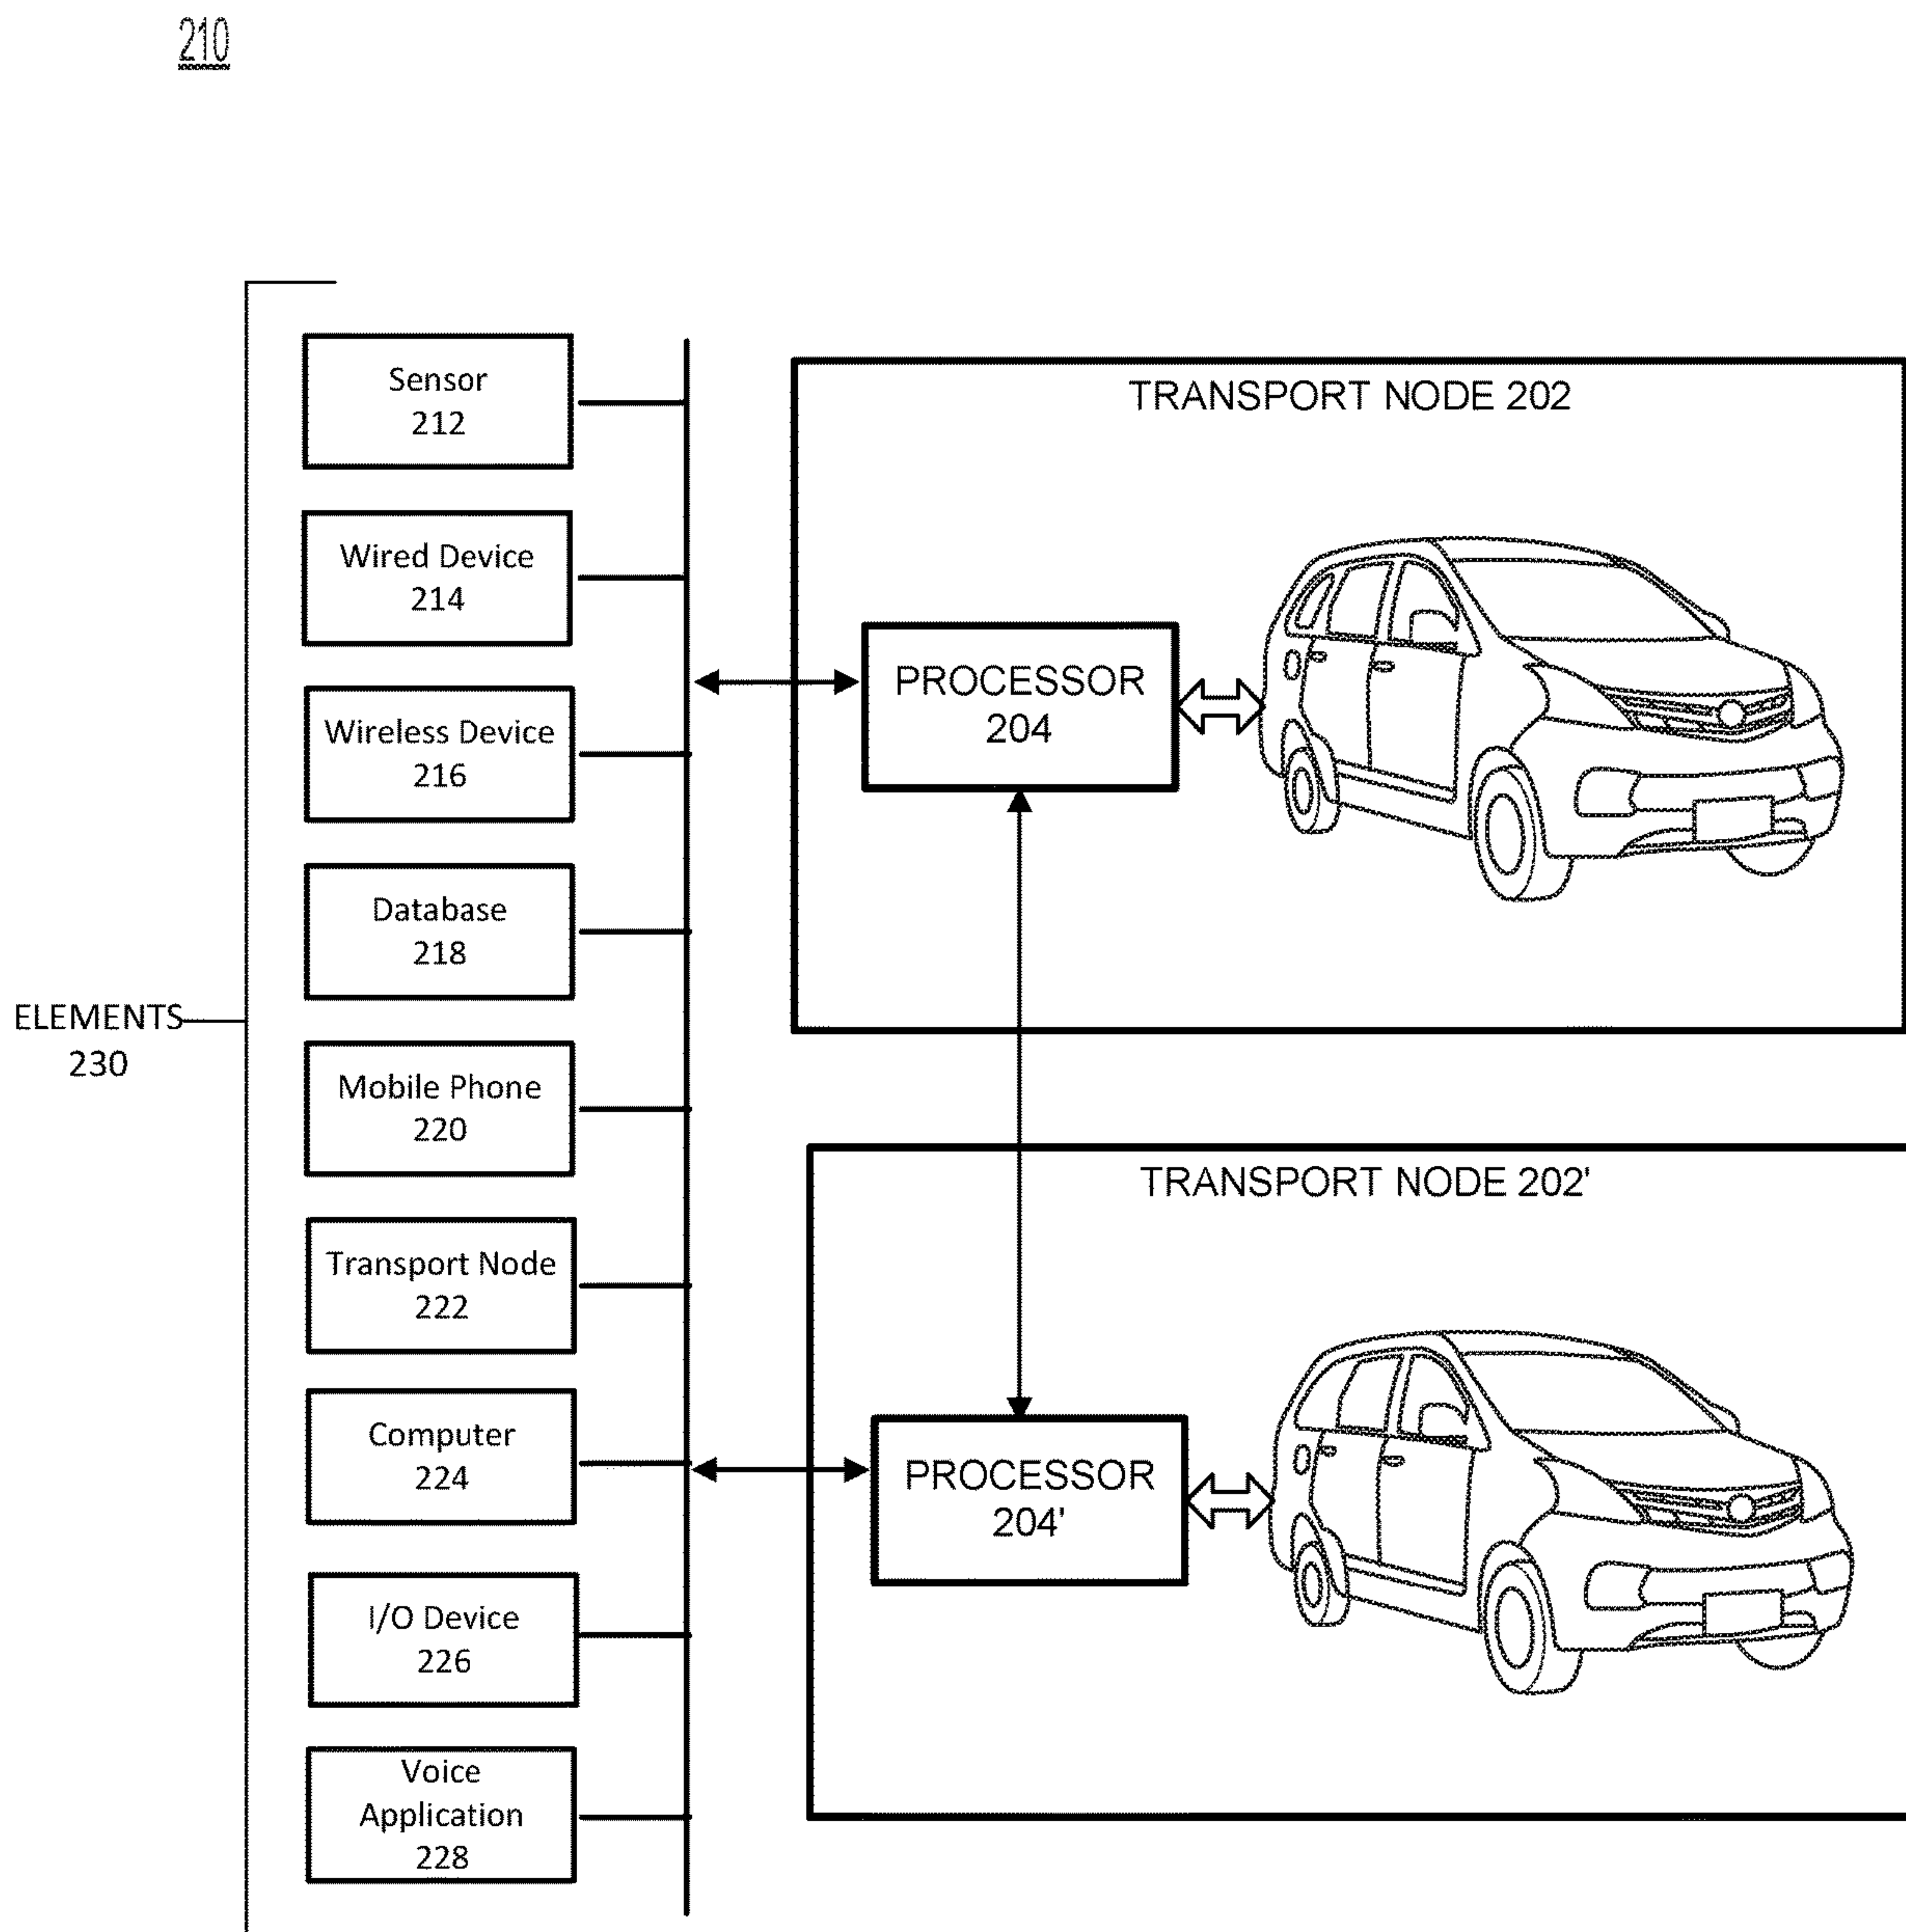 210
Sensor
212
Wired Device
214
Wireless Device
216
Database
218
ELEMENTS
230
Mobile Phone
220
Transport Node
222
Computer
224
I/O Device
226
Voice
Application
228
TRANSPORT NODE 202
PROCESSOR
204
TRANSPORT NODE 202'
PROCESSOR
204'